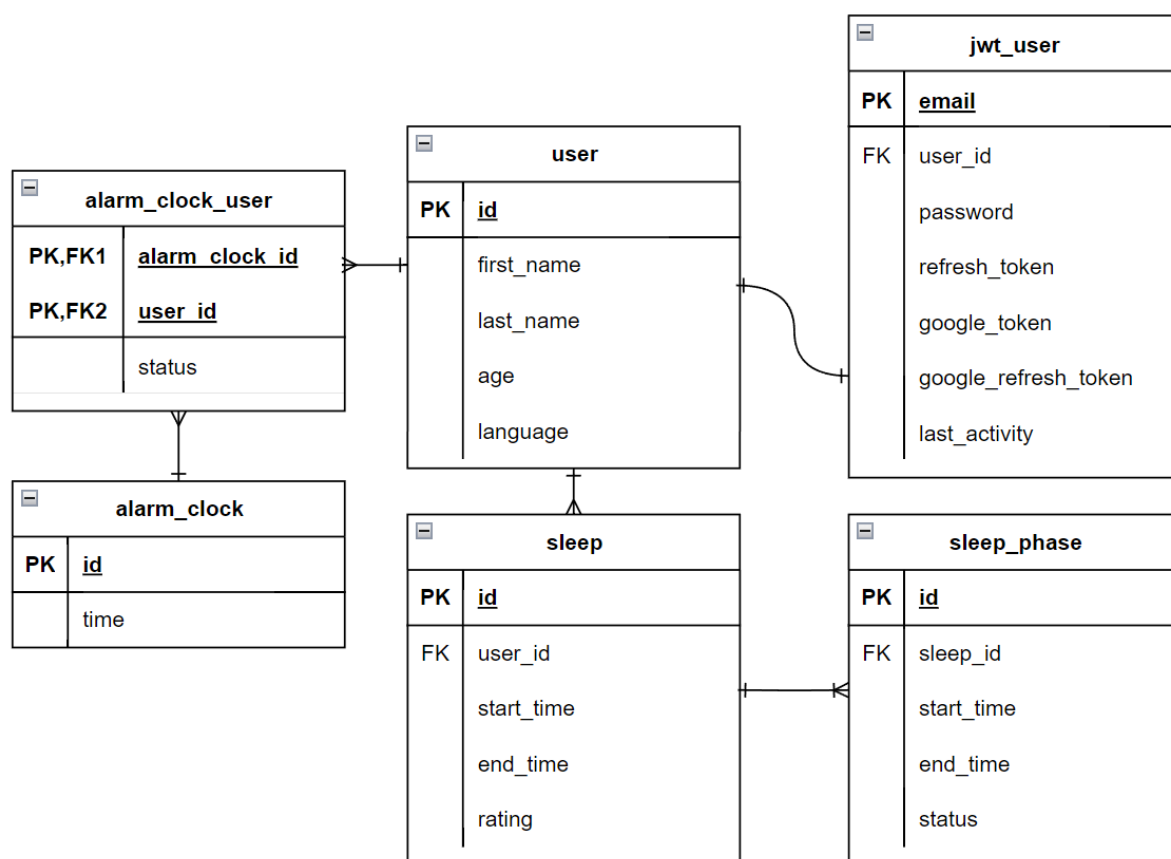 jwt_user
PK email
FK user_id
password
refresh_token
google_token
google_refresh_token
last_activity
user
PK id
first_name
last_name
age
language
alarm_clock_user
PK,FK1 alarm_clock_id
PK,FK2 user_id
status
alarm_clock
PK id
time
sleep
PK id
FK user_id
start_time
end_time
rating
sleep_phase
PK id
FK sleep_id
start_time
end_time
status